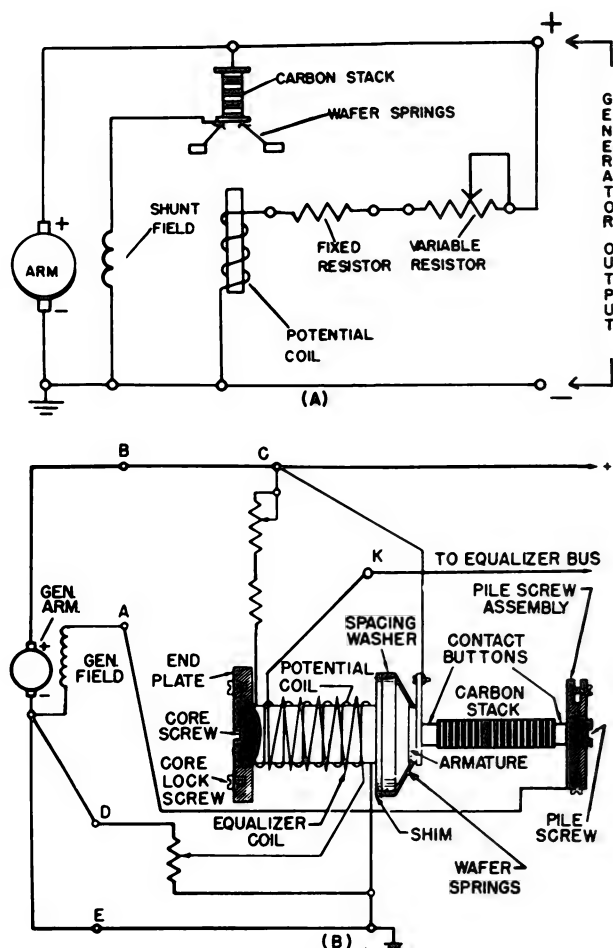 +
CARBON STACK
WAFER SPRINGS
GENERATOR OUTPUT
SHUNT
FIELD
+
ARM
−
FIXED
RESISTOR
VARIABLE
RESISTOR
POTENTIAL
COIL
−
(A)
B
C
+
K
TO EQUALIZER BUS
GEN.
ARM.
A
PILE SCREW
ASSEMBLY
SPACING
WASHER
+
−
GEN.
FIELD
END
PLATE
POTENTIAL
COIL
CONTACT
BUTTONS
CARBON
STACK
CORE
SCREW
ARMATURE
CORE
LOCK
SCREW
D
EQUALIZER
COIL
SHIM
PILE
SCREW
WAFER
SPRINGS
E
(B)